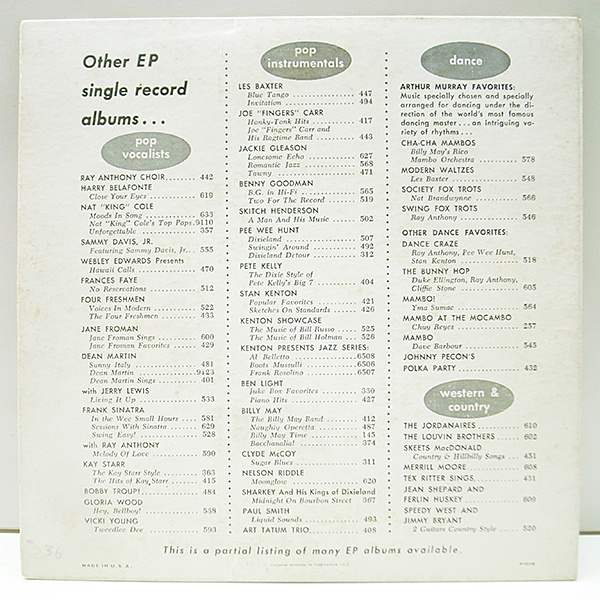 Other EP
single record
albums...
pop
vocalists
RAY ANTHONY CHOIR....... 442
HARRY BELAFONTE
Close Your Eyes ............... 619
NAT "KING" COLE
Moods In Song ............... 633
Nat "King" Cole's Top Pops.9110
Unforgettable ............... 357
SAMMY DAVIS, JR.
Featuring Sammy Davis, Jr... 555
WEBLEY EDWARDS Presents
Hawaii Calls ............... 470
FRANCES FAYE
No Reservations ............... 512
FOUR FRESHMEN
Voices In Modern ............... 522
The Four Freshmen ............... 433
JANE FROMAN
Jane Froman Sings ............... 600
Jane Froman Favorites ....... 429
DEAN MARTIN
Sunny Italy ............... 481
Dean Martin ............... 9123
Dean Martin Sings ............... 401
with JERRY LEWIS
Living It Up ............... 533
FRANK SINATRA
In the Wee Small Hours .... 581
Sessions With Sinatra ....... 629
Swing Easy! ............... 528
with RAY ANTHONY
Melody Of Love ............... 590
KAY STARR
The Kay Starr Style ........... 363
The Hits of Kay Starr ....... 415
BOBBY TROUP! ............... 484
GLORIA WOOD
Hey, Bellboy! ............... 538
VICKI YOUNG
Tweedlee Dee ............... 593
pop
instrumentals
LES BAXTER
Blue Tango ............... 447
Invitation ............... 494
JOE "FINGERS" CARR
Honky-Tonk Hits ............... 417
Joe "Fingers" Carr and
His Ragtime Band ........... 443
JACKIE GLEASON
Lonesome Echo ............... 627
Romantic Jazz ............... 568
Tawny ............... 471
BENNY GOODMAN
B.G. in Hi-Fi ............... 565
Two For The Record ........... 519
SKITCH HENDERSON
A Man And His Music ....... 502
PEE WEE HUNT
Dixieland ............... 507
Swingin' Around ............... 492
Dixieland Detour ............... 312
PETE KELLY
The Dixie Style of
Pete Kelly's Big 7 ........... 404
STAN KENTON
Popular Favorites ............... 421
Sketches On Standards ....... 426
KENTON SHOWCASE
The Music of Bill Russo ..... 525
The Music of Bill Holman ... 526
KENTON PRESENTS JAZZ SERIES:
Al Belletto ............... 6508
Boots Mussulli ............... 6506
Frank Rosolino ............... 6507
BEN LIGHT
Juke Box Favorites ........... 330
Piano Hits ............... 427
BILLY MAY
The Billy May Band ........... 412
Naughty Operetta ............... 487
Billy May Time ............... 145
Bacchanalia! ............... 374
CLYDE McCOY
Sugar Blues ............... 311
NELSON RIDDLE
Moonglow ............... 620
SHARKEY And His Kings of Dixieland
Midnight On Bourbon Street 367
PAUL SMITH
Liquid Sounds ............... 493
ART TATUM TRIO ............... 408
dance
ARTHUR MURRAY FAVORITES:
Music specially chosen and specially
arranged for dancing under the di-
rection of the world's most famous
dancing master...an intriguing va-
riety of rhythms...
CHA-CHA MAMBOS
Billy May's Rico
Mambo Orchestra ........... 578
MODERN WALTZES
Les Baxter ............... 548
SOCIETY FOX TROTS
Nat Brandwynne ............... 566
SWING FOX TROTS
Ray Anthony ............... 546
OTHER DANCE FAVORITES:
DANCE CRAZE
Ray Anthony, Pee Wee Hunt,
Stan Kenton ............... 518
THE BUNNY HOP
Duke Ellington, Ray Anthony,
Cliffie Stone ............... 605
MAMBO!
Yma Sumac ............... 564
MAMBO AT THE MOCAMBO
Chuy Reyes ............... 257
MAMBO
Dave Barbour ............... 545
JOHNNY PECON'S
POLKA PARTY ............... 432
western &
country
THE JORDANAIRES ........... 610
THE LOUVIN BROTHERS ..... 602
SKEETS MacDONALD
Country & Hillbilly Songs ... 451
MERRILL MOORE ............... 608
TEX RITTER SINGS ............... 431
JEAN SHEPARD AND
FERLIN HUSKEY ............... 609
SPEEDY WEST AND
JIMMY BRYANT
2 Guitars Country Style ..... 520
This is a partial listing of many EP albums available.
MADE IN U.S.A.